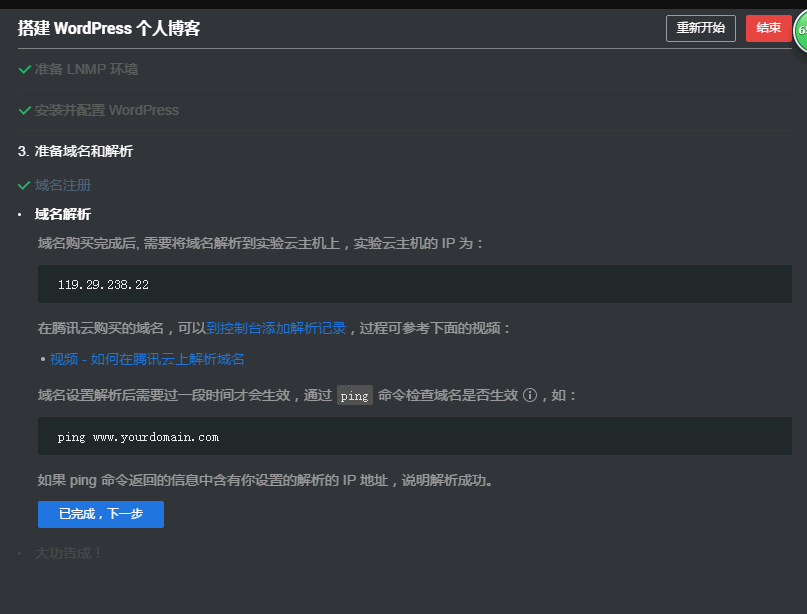 搭建 WordPress 个人博客
重新开始
结束
准备 LNMP 环境
安装并配置 WordPress
3. 准备域名和解析
域名注册
• 域名解析
域名购买完成后, 需要将域名解析到实验云主机上，实验云主机的 IP 为：
119.29.238.22
在腾讯云购买的域名，可以到控制台添加解析记录，过程可参考下面的视频：
• 视频 - 如何在腾讯云上解析域名
域名设置解析后需要过一段时间才会生效，通过 ping 命令检查域名是否生效，如：
ping www.yourdomain.com
如果 ping 命令返回的信息中含有你设置的解析的 IP 地址，说明解析成功。
已完成，下一步
• 大功告成！